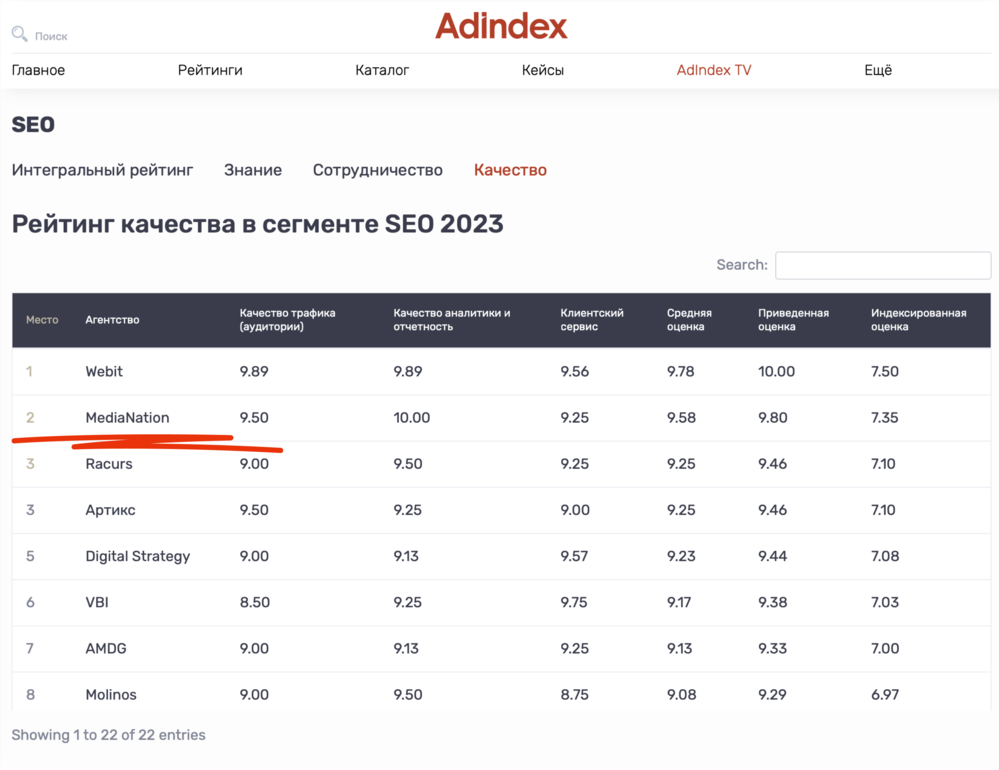 Поиск
Adindex
Главное Рейтинги Каталог Кейсы AdIndex TV Ещё
SEO
Интегральный рейтинг Знание Сотрудничество Качество
Рейтинг качества в сегменте SEO 2023
Search:
Место Агентство Качество трафика (аудитории) Качество аналитики и отчетность Клиентский сервис Средняя оценка Приведенная оценка Индексированная оценка
1 Webit 9.89 9.89 9.56 9.78 10.00 7.50
2 MediaNation 9.50 10.00 9.25 9.58 9.80 7.35
3 Racurs 9.00 9.50 9.25 9.25 9.46 7.10
3 Артикс 9.50 9.25 9.00 9.25 9.46 7.10
5 Digital Strategy 9.00 9.13 9.57 9.23 9.44 7.08
6 VBI 8.50 9.25 9.75 9.17 9.38 7.03
7 AMDG 9.00 9.13 9.25 9.13 9.33 7.00
8 Molinos 9.00 9.50 8.75 9.08 9.29 6.97
Showing 1 to 22 of 22 entries